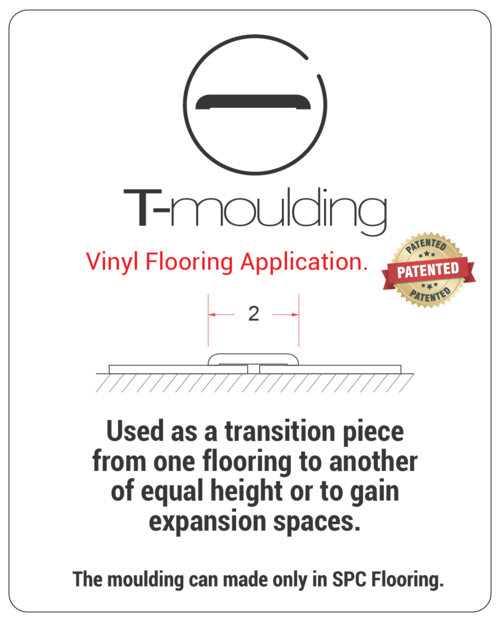 T-moulding
Vinyl Flooring Application.
PATENTED
PATENTED
PATENTED
2
Used as a transition piece
from one flooring to another
of equal height or to gain
expansion spaces.
The moulding can made only in SPC Flooring.